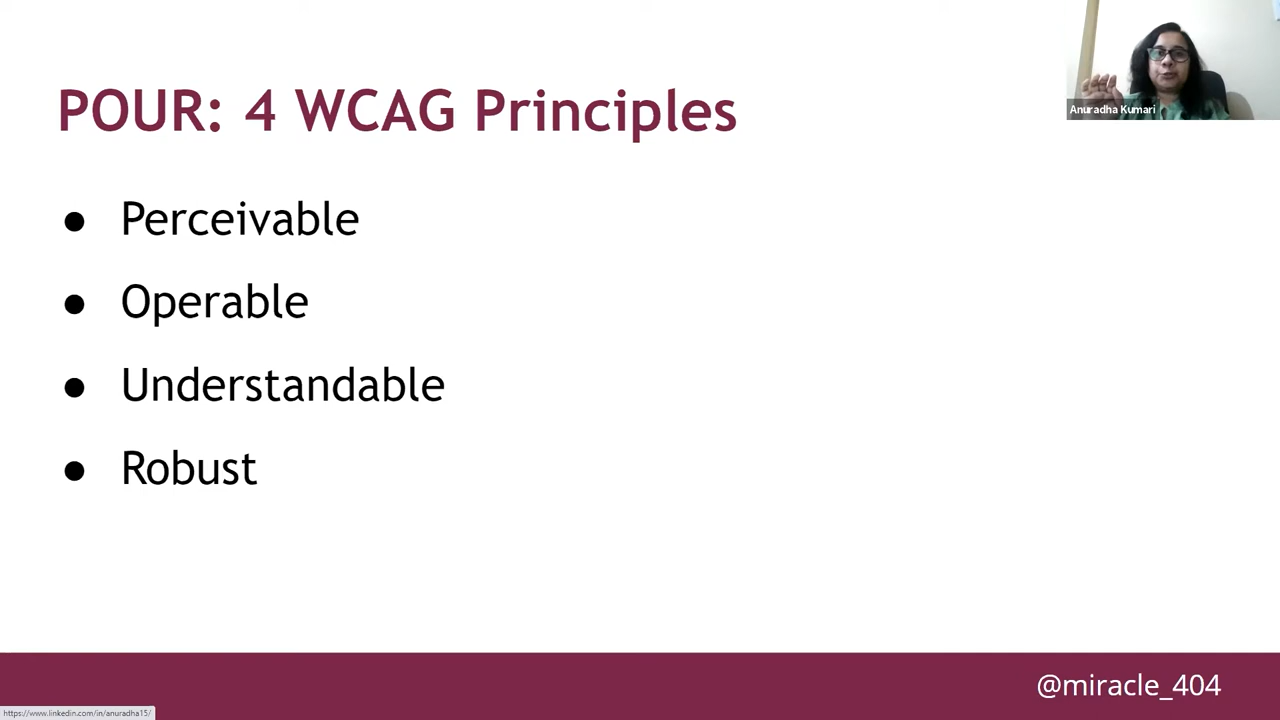 POUR: 4 WCAG Principles
Anuradha Kumari
● Perceivable
● Operable
● Understandable
● Robust
@miracle_404
https://www.linkedin.com/in/anuradha15/